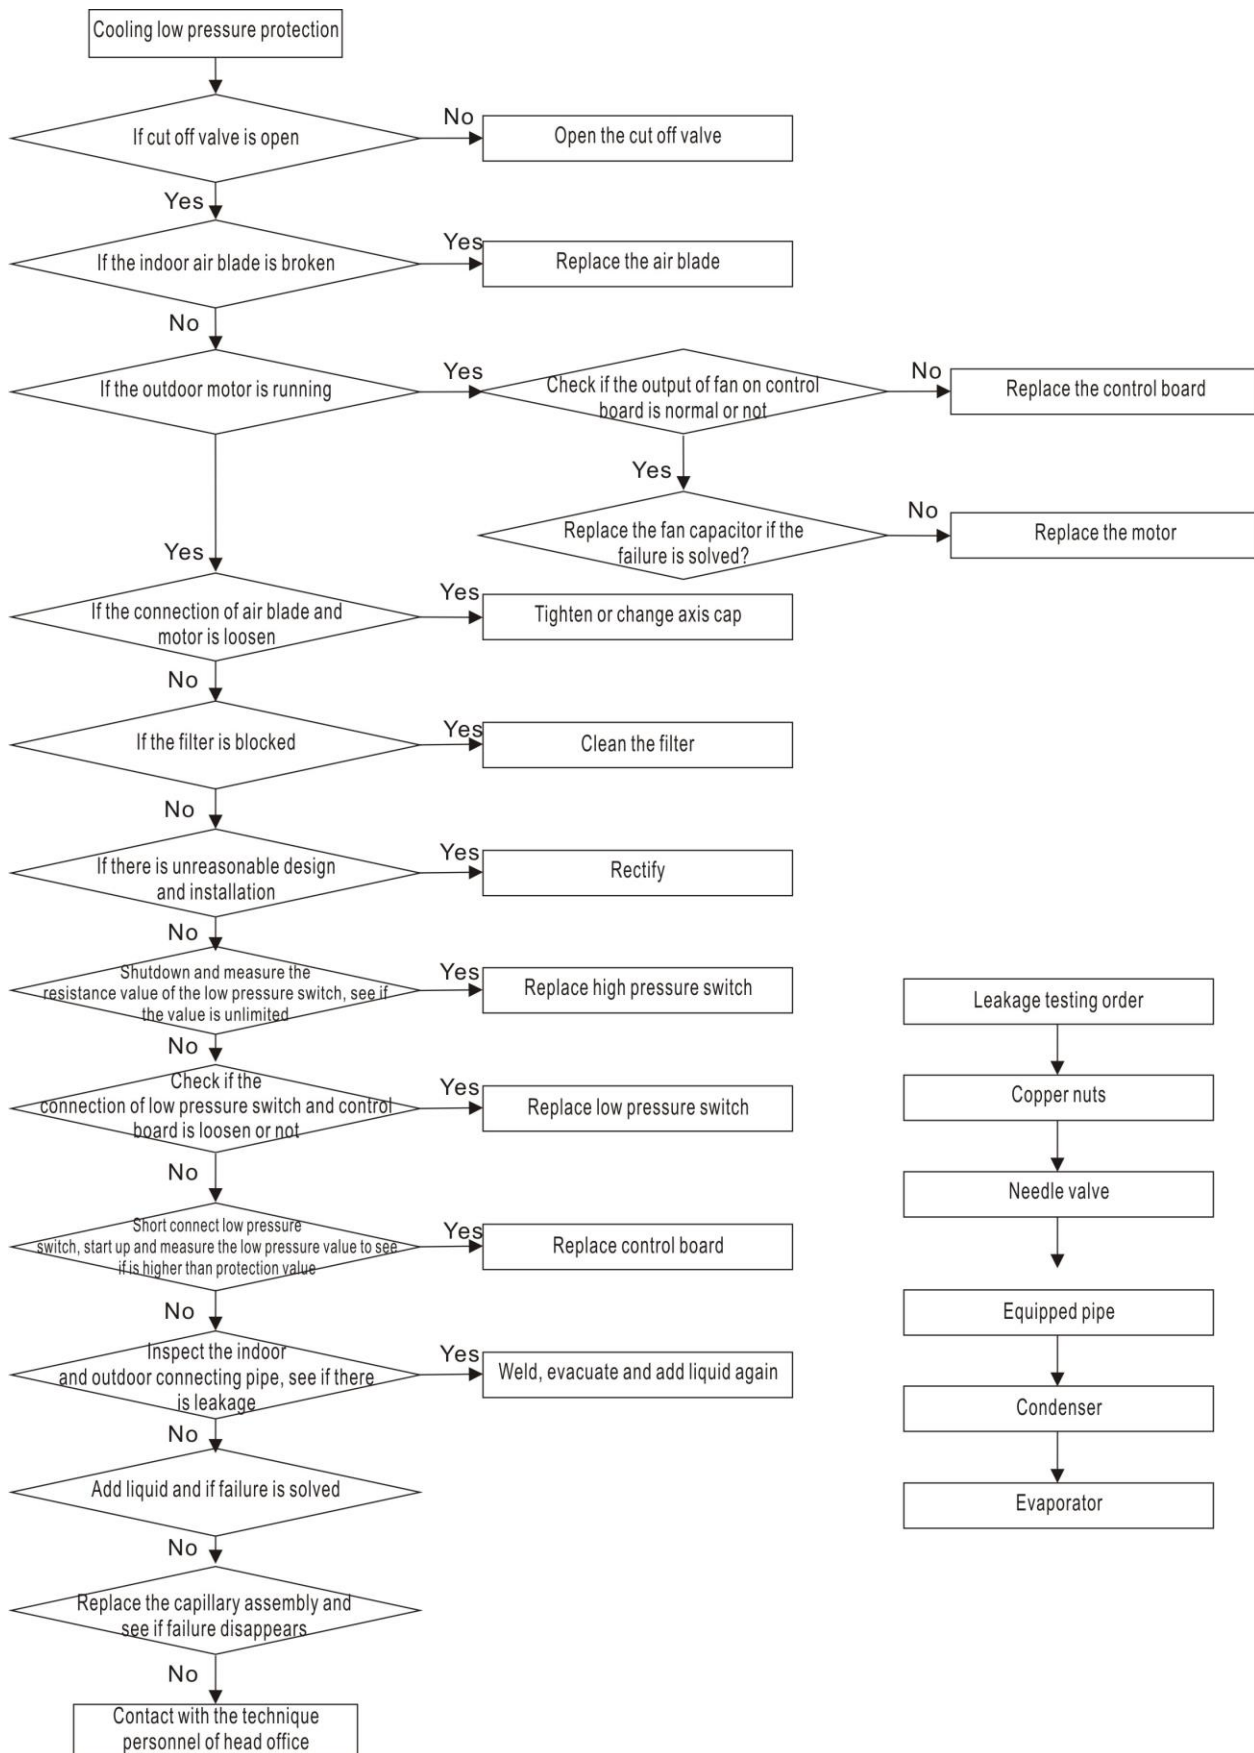 Cooling low pressure protection
If cut off valve is open
No
Open the cut off valve
Yes
If the indoor air blade is broken
Yes
Replace the air blade
No
If the outdoor motor is running
Yes
Check if the output of fan on control
board is normal or not
No
Replace the control board
Yes
Replace the fan capacitor if the
failure is solved?
No
Replace the motor
Yes
If the connection of air blade and
motor is loosen
Yes
Tighten or change axis cap
No
If the filter is blocked
Yes
Clean the filter
No
If there is unreasonable design
and installation
Yes
Rectify
No
Shutdown and measure the
resistance value of the low pressure switch, see if
the value is unlimited
Yes
Replace high pressure switch
No
Check if the
connection of low pressure switch and control
board is loosen or not
Yes
Replace low pressure switch
No
Short connect low pressure
switch, start up and measure the low pressure value to see
if is higher than protection value
Yes
Replace control board
No
Inspect the indoor
and outdoor connecting pipe, see if there
is leakage
Yes
Weld, evacuate and add liquid again
No
Add liquid and if failure is solved
No
Replace the capillary assembly and
see if failure disappears
No
Contact with the technique
personnel of head office
Leakage testing order
Copper nuts
Needle valve
Equipped pipe
Condenser
Evaporator